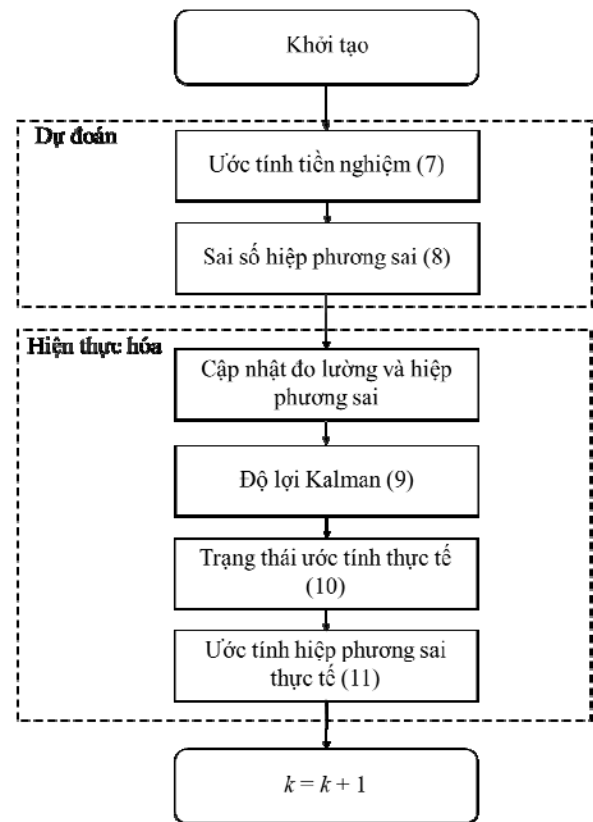 Khởi tạo
Dự đoán
Ước tính tiền nghiệm (7)
Sai số hiệp phương sai (8)
Hiện thực hóa
Cập nhật đo lường và hiệp
phương sai
Độ lợi Kalman (9)
Trạng thái ước tính thực tế
(10)
Ước tính hiệp phương sai
thực tế (11)
k = k + 1